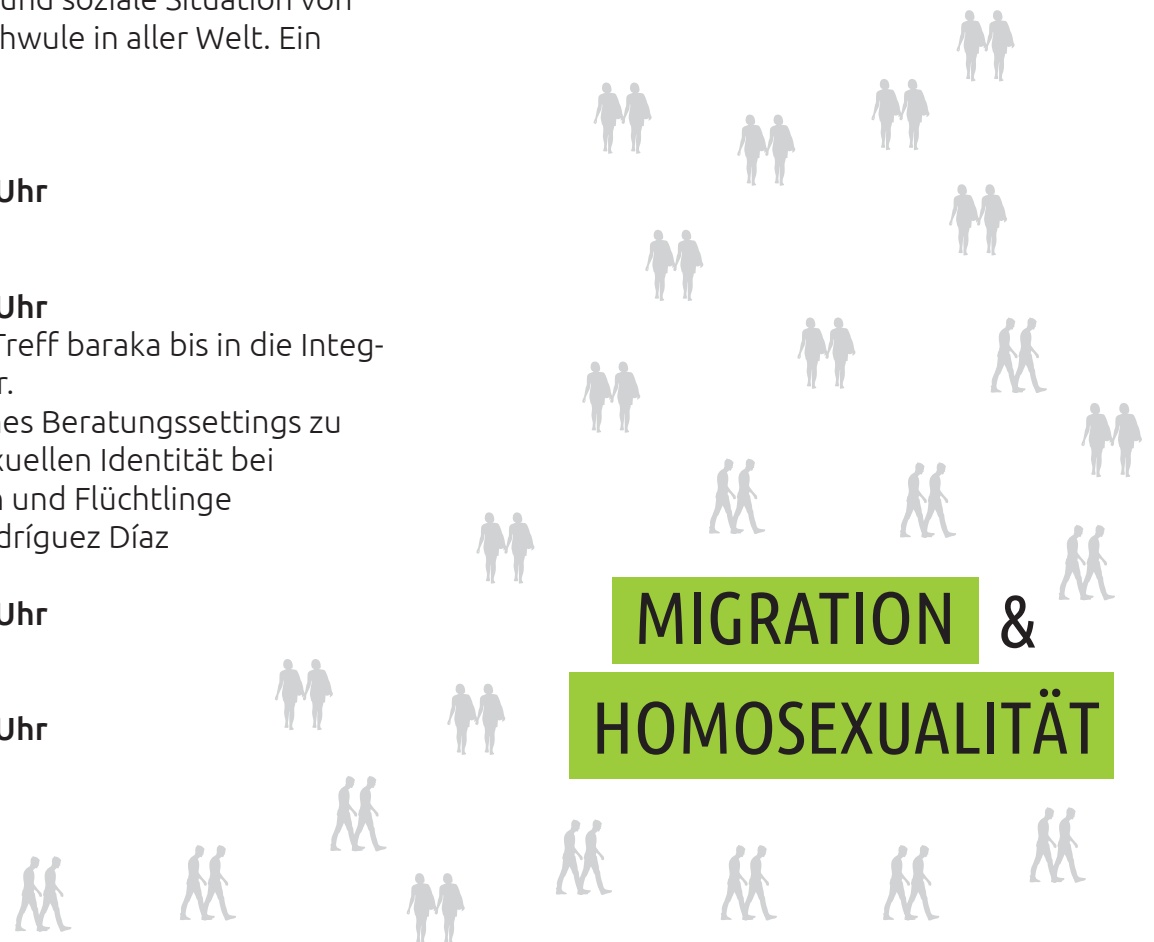 und soziale Situation von
hwule in aller Welt. Ein
Uhr
Uhr
Treff baraka bis in die Integ-
r.
nes Beratungssettings zu
xuellen Identität bei
n und Flüchtlinge
dríguez Díaz
Uhr
Uhr
MIGRATION &
HOMOSEXUALITÄT